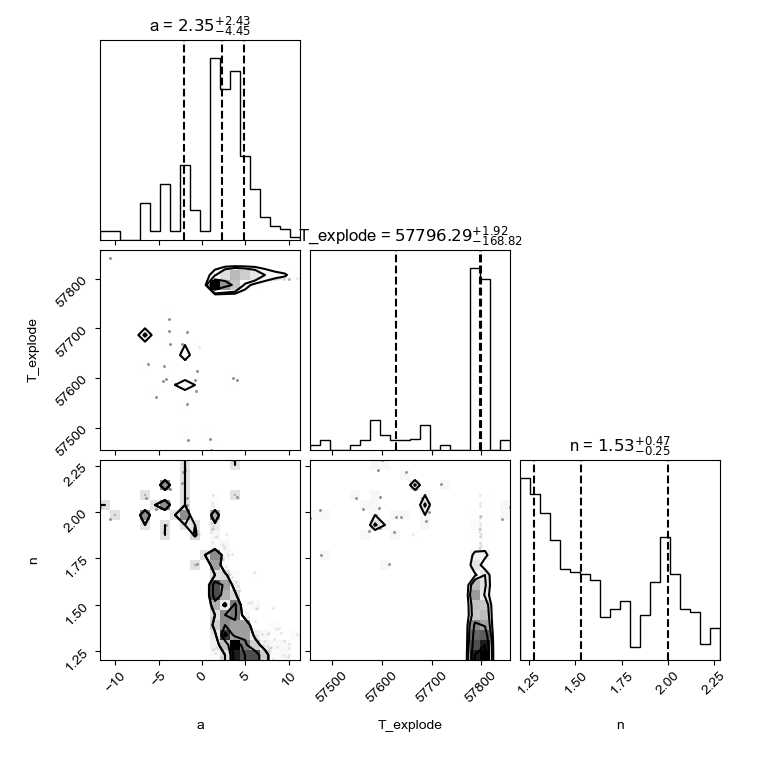 a = 2.35+2.43 −4.45
T_explode = 57796.29+1.92 −168.82
57800
57700
57600
57500
T_explode
n = 1.53+0.47 −0.25
2.25
2.00
1.75
1.50
1.25
n
−10 −5 0 5 10
57500 57600 57700 57800
1.25 1.50 1.75 2.00 2.25
a T_explode n